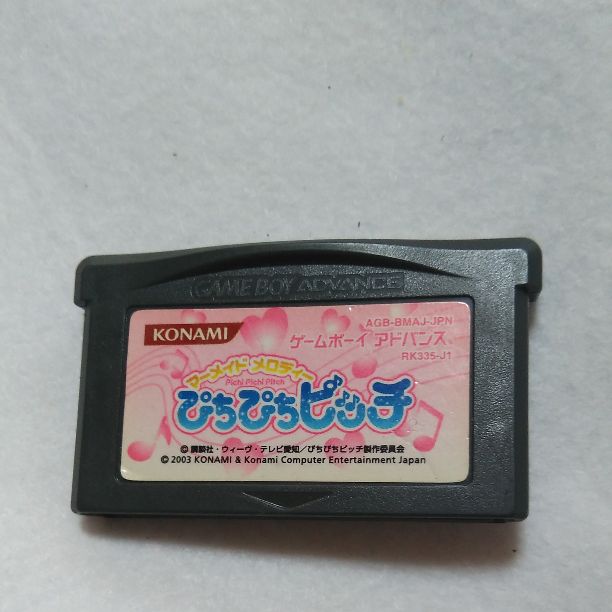 GAME BOY ADVANCE
KONAMI
AGB-BMAJ-JPN
ゲームボーイ アドバンス
RK335-J1
マーメイド メロディー
Pichi Pichi Pitch
ぴちぴちピッチ
© 講談社・ウィーヴ・テレビ愛知/ぴちぴちピッチ製作委員会
© 2003 KONAMI & Konami Computer Entertainment Japan